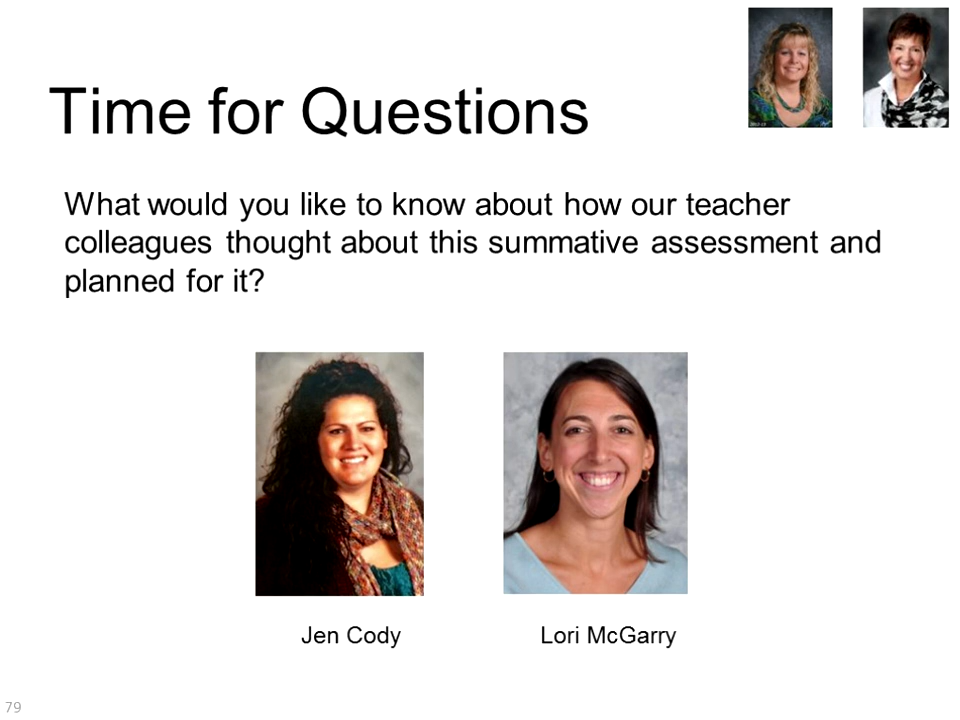 Time for Questions
What would you like to know about how our teacher
colleagues thought about this summative assessment and
planned for it?
Jen Cody
Lori McGarry
79